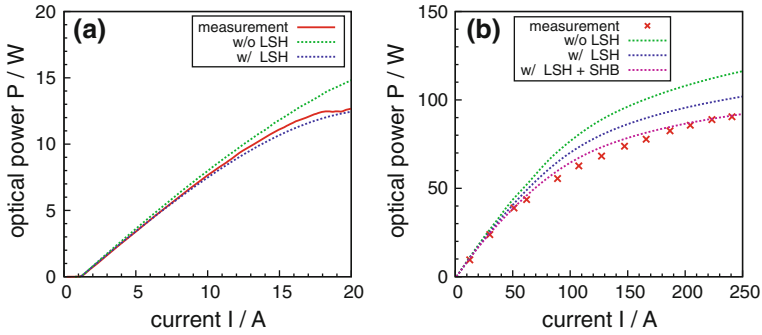 (a)
measurement
w/o LSH
w/ LSH
optical power P / W
20
15
10
5
0
0 5 10 15 20
current I / A
(b)
measurement
w/o LSH
w/ LSH
w/ LSH + SHB
optical power P / W
150
100
50
0
0 50 100 150 200 250
current I / A